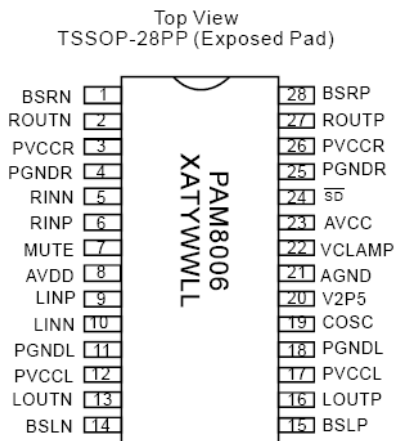 Top View
TSSOP-28PP (Exposed Pad)
BSRN 1 28 BSRP
ROUTN 2 27 ROUTP
PVCCR 3 26 PVCCR
PGNDR 4 25 PGNDR
RINN 5 24 SD
RINP 6 23 AVCC
MUTE 7 22 VCLAMP
AVDD 8 21 AGND
LINP 9 20 V2P5
LINN 10 19 COSC
PGNDL 11 18 PGNDL
PVCCL 12 17 PVCCL
LOUTN 13 16 LOUTP
BSLN 14 15 BSLP
PAM8006
XATYWWLL